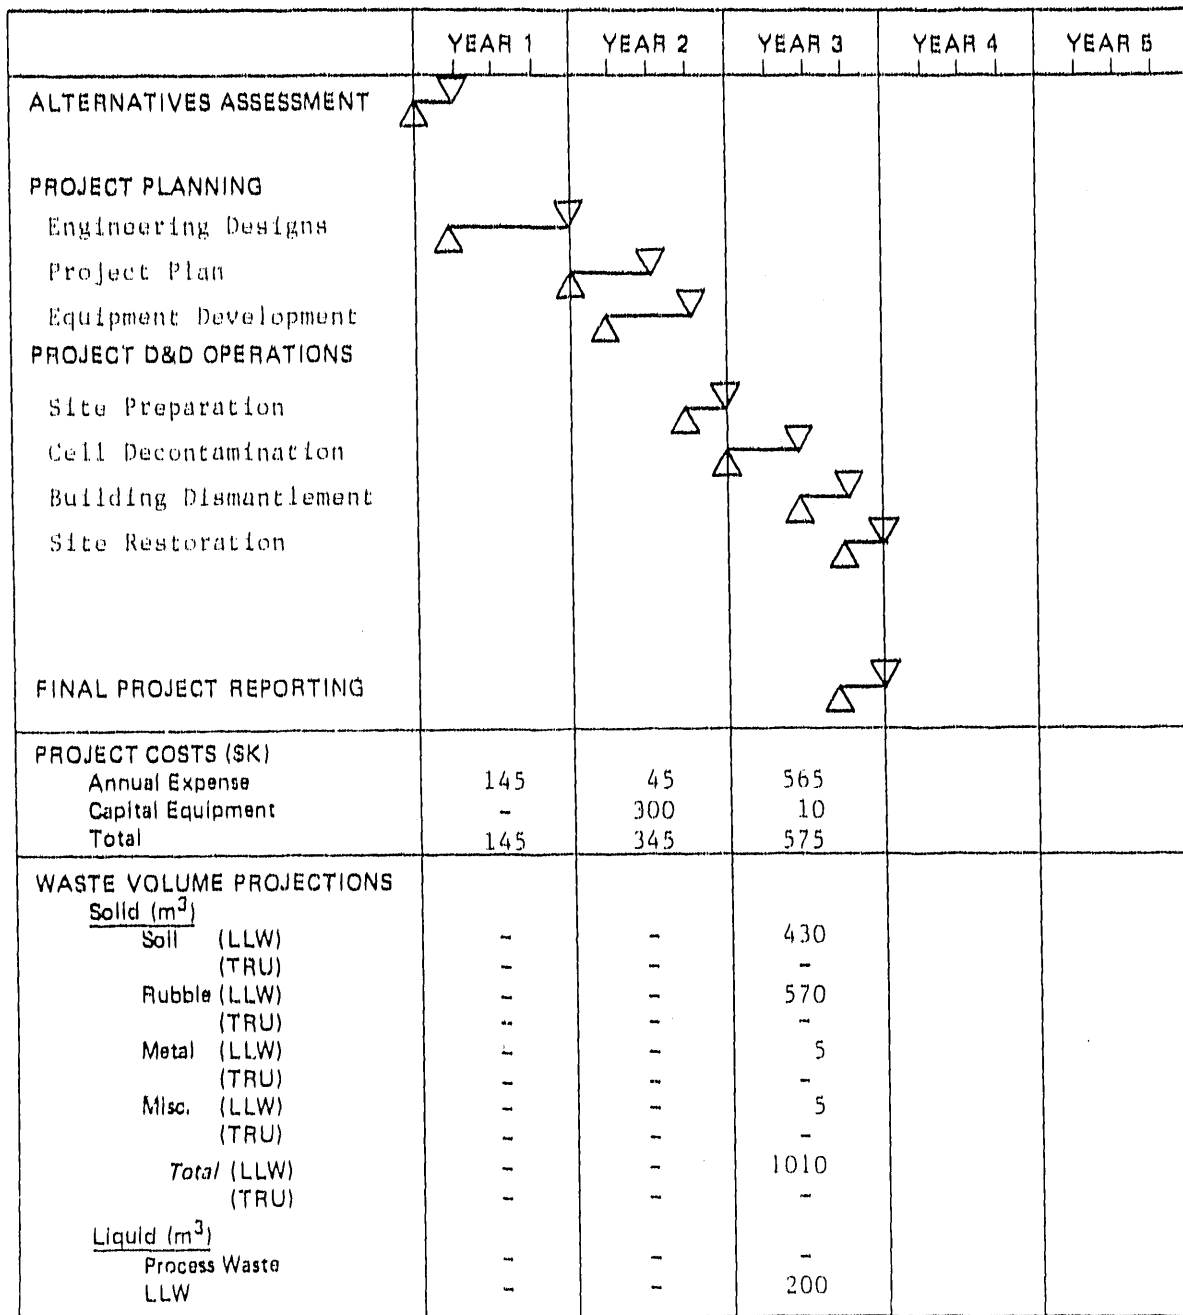 YEAR 1 YEAR 2 YEAR 3 YEAR 4 YEAR 5
ALTERNATIVES ASSESSMENT
PROJECT PLANNING
Engineering Designs
Project Plan
Equipment Development
PROJECT D&D OPERATIONS
Site Preparation
Cell Decontamination
Building Dismantlement
Site Restoration
FINAL PROJECT REPORTING
PROJECT COSTS ($K)
Annual Expense 145 45 565
Capital Equipment - 300 10
Total 145 345 575
WASTE VOLUME PROJECTIONS
Solid (m³)
Soil (LLW) - - 430
(TRU) - - -
Rubble (LLW) - - 570
(TRU) - - -
Metal (LLW) - - 5
(TRU) - - -
Misc. (LLW) - - 5
(TRU) - - -
Total (LLW) - - 1010
(TRU) - - -
Liquid (m³)
Process Waste - - -
LLW - - 200